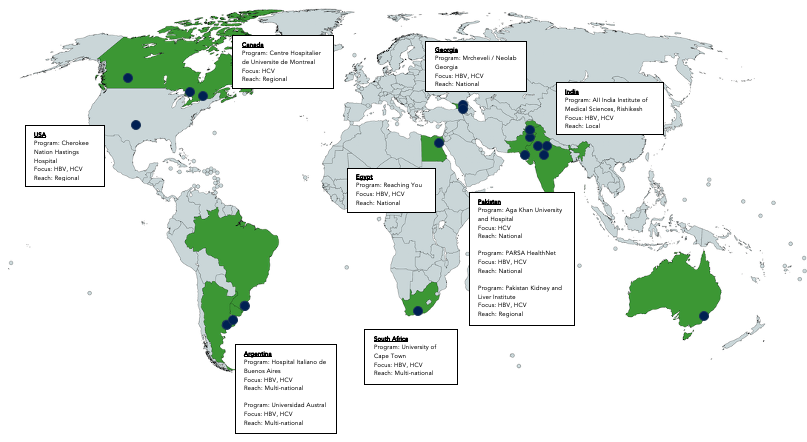 Canada
Program: Centre Hospitalier
de Universite de Montreal
Focus: HCV
Reach: Regional
Georgia
Program: Mrcheveli / Neolab
Georgia
Focus: HBV, HCV
Reach: National
India
Program: All India Institute of
Medical Sciences, Rishikesh
Focus: HBV, HCV
Reach: Local
USA
Program: Cherokee
Nation Hastings
Hospital
Focus: HBV, HCV
Reach: Regional
Egypt
Program: Reaching You
Focus: HBV, HCV
Reach: National
Pakistan
Program: Aga Khan University
and Hospital
Focus: HCV
Reach: National
Program: PARSA HealthNet
Focus: HBV, HCV
Reach: National
Program: Pakistan Kidney and
Liver Institute
Focus: HBV, HCV
Reach: Regional
South Africa
Program: University of
Cape Town
Focus: HBV, HCV
Reach: Multi-national
Argentina
Program: Hospital Italiano de
Buenos Aires
Focus: HBV, HCV
Reach: Multi-national
Program: Universidad Austral
Focus: HBV, HCV
Reach: Multi-national